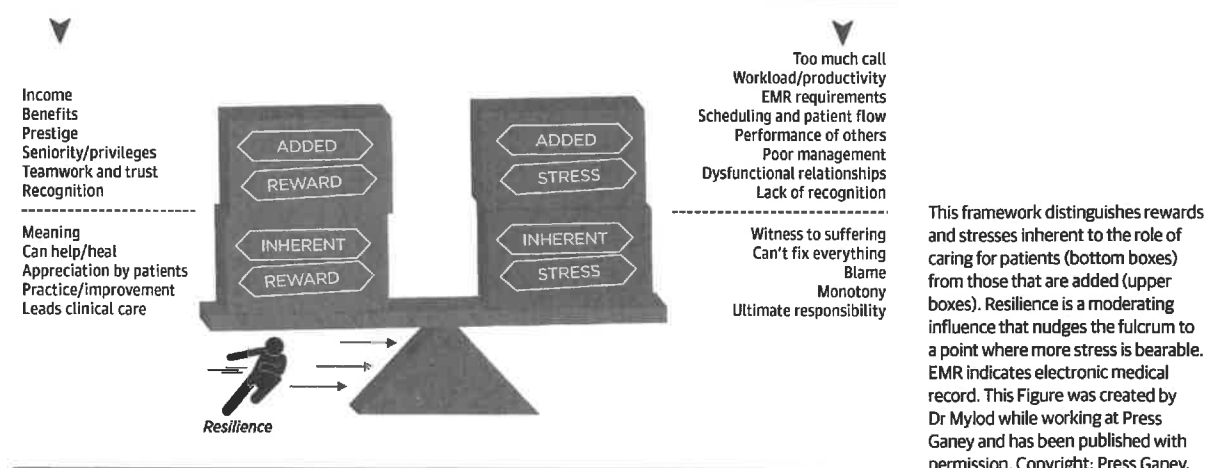 Income
Benefits
Prestige
Seniority/privileges
Teamwork and trust
Recognition
Meaning
Can help/heal
Appreciation by patients
Practice/improvement
Leads clinical care
ADDED
REWARD
INHERENT
REWARD
ADDED
STRESS
INHERENT
STRESS
Resilience
Too much call
Workload/productivity
EMR requirements
Scheduling and patient flow
Performance of others
Poor management
Dysfunctional relationships
Lack of recognition
Witness to suffering
Can't fix everything
Blame
Monotony
Ultimate responsibility
This framework distinguishes rewards
and stresses inherent to the role of
caring for patients (bottom boxes)
from those that are added (upper
boxes). Resilience is a moderating
influence that nudges the fulcrum to
a point where more stress is bearable.
EMR indicates electronic medical
record. This Figure was created by
Dr Mylod while working at Press
Ganey and has been published with
permission. Copyright: Press Ganey.